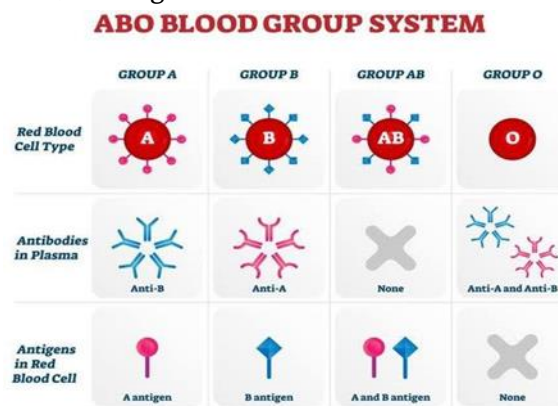 ABO BLOOD GROUP SYSTEM
GROUP A GROUP B GROUP AB GROUP O
Red Blood
Cell Type
A B AB O
Antibodies
in Plasma
Anti-B Anti-A None Anti-A and Anti-B
Antigens
in Red
Blood Cell
A antigen B antigen A and B antigen None